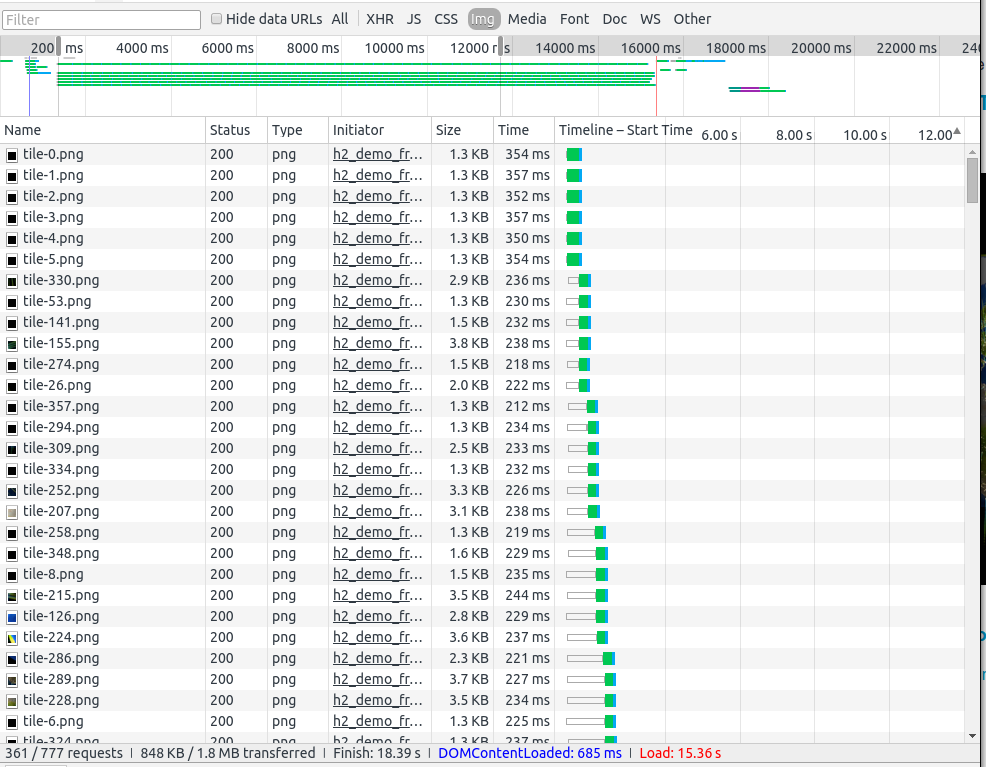 Filter Hide data URLs All XHR JS CSS Img Media Font Doc WS Other
200 ms 4000 ms 6000 ms 8000 ms 10000 ms 12000 s 14000 ms 16000 ms 18000 ms 20000 ms 22000 ms 24
Name Status Type Initiator Size Time Timeline – Start Time 6.00 s 8.00 s 10.00 s 12.00
tile-0.png 200 png h2_demo_fr... 1.3 KB 354 ms
tile-1.png 200 png h2_demo_fr... 1.3 KB 357 ms
tile-2.png 200 png h2_demo_fr... 1.3 KB 352 ms
tile-3.png 200 png h2_demo_fr... 1.3 KB 357 ms
tile-4.png 200 png h2_demo_fr... 1.3 KB 350 ms
tile-5.png 200 png h2_demo_fr... 1.3 KB 354 ms
tile-330.png 200 png h2_demo_fr... 2.9 KB 236 ms
tile-53.png 200 png h2_demo_fr... 1.3 KB 230 ms
tile-141.png 200 png h2_demo_fr... 1.5 KB 232 ms
tile-155.png 200 png h2_demo_fr... 3.8 KB 238 ms
tile-274.png 200 png h2_demo_fr... 1.5 KB 218 ms
tile-26.png 200 png h2_demo_fr... 2.0 KB 222 ms
tile-357.png 200 png h2_demo_fr... 1.3 KB 212 ms
tile-294.png 200 png h2_demo_fr... 1.3 KB 234 ms
tile-309.png 200 png h2_demo_fr... 2.5 KB 233 ms
tile-334.png 200 png h2_demo_fr... 1.3 KB 232 ms
tile-252.png 200 png h2_demo_fr... 3.3 KB 226 ms
tile-207.png 200 png h2_demo_fr... 3.1 KB 238 ms
tile-258.png 200 png h2_demo_fr... 1.3 KB 219 ms
tile-348.png 200 png h2_demo_fr... 1.6 KB 229 ms
tile-8.png 200 png h2_demo_fr... 1.5 KB 235 ms
tile-215.png 200 png h2_demo_fr... 3.5 KB 244 ms
tile-126.png 200 png h2_demo_fr... 2.8 KB 229 ms
tile-224.png 200 png h2_demo_fr... 3.6 KB 237 ms
tile-286.png 200 png h2_demo_fr... 2.3 KB 221 ms
tile-289.png 200 png h2_demo_fr... 3.7 KB 227 ms
tile-228.png 200 png h2_demo_fr... 3.5 KB 234 ms
tile-6.png 200 png h2_demo_fr... 1.3 KB 225 ms
tile-324.png 200 png h2_demo_fr... 1.3 KB 237 ms
361 / 777 requests | 848 KB / 1.8 MB transferred | Finish: 18.39 s | DOMContentLoaded: 685 ms | Load: 15.36 s